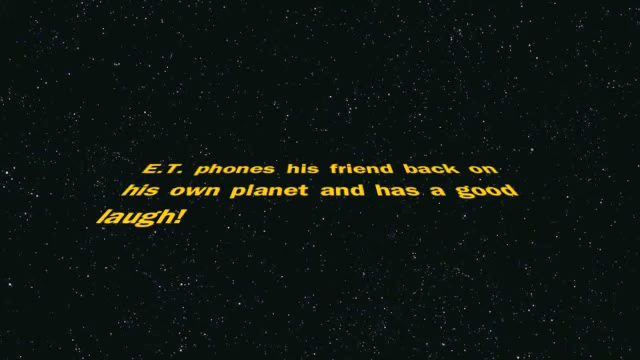 E.T. phones his friend back on
his own planet and has a good
laugh!